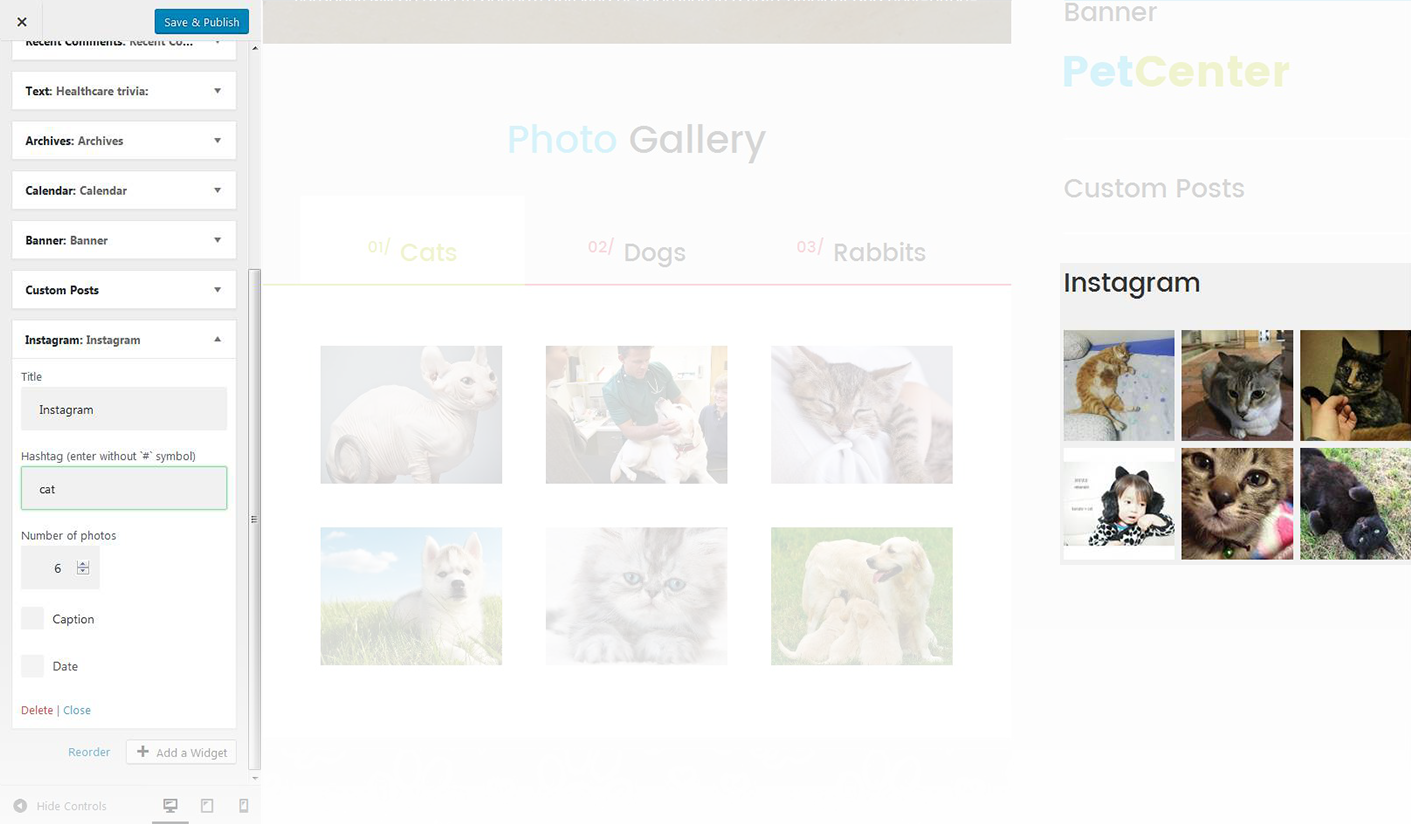 Save & Publish
Recent Comments: Recent Co...
Text: Healthcare trivia:
Archives: Archives
Calendar: Calendar
Banner: Banner
Custom Posts
Instagram: Instagram
Title
Instagram
Hashtag (enter without `#` symbol)
cat
Number of photos
6
Caption
Date
Delete | Close
Reorder
Add a Widget
Hide Controls
Photo Gallery
01/ Cats
02/ Dogs
03/ Rabbits
Banner
PetCenter
Custom Posts
Instagram